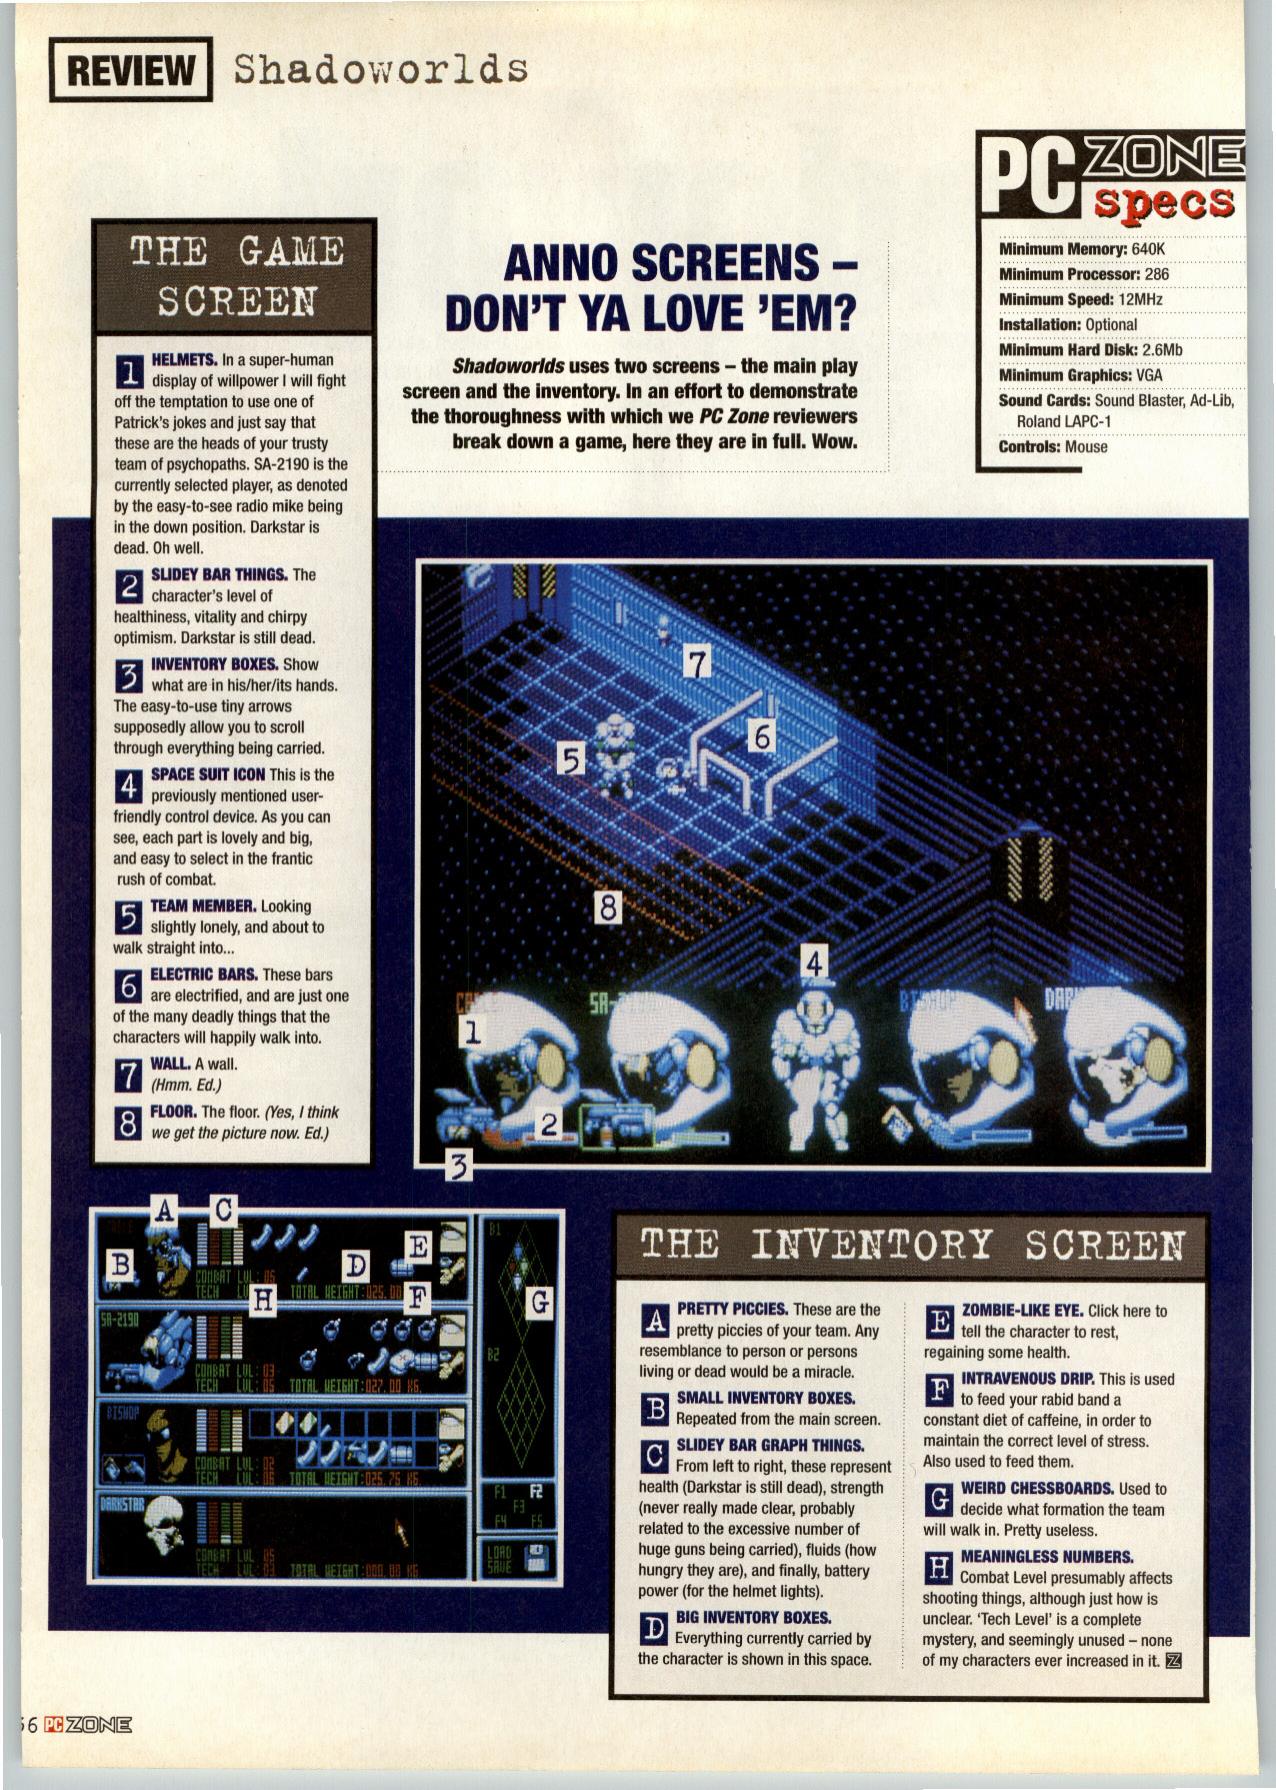 REVIEW Shadoworlds
PC ZONE
specs
Minimum Memory: 640K
Minimum Processor: 286
Minimum Speed: 12MHz
Installation: Optional
Minimum Hard Disk: 2.6Mb
Minimum Graphics: VGA
Sound Cards: Sound Blaster, Ad-Lib,
Roland LAPC-1
Controls: Mouse
ANNO SCREENS –
DON'T YA LOVE 'EM?
Shadoworlds uses two screens – the main play
screen and the inventory. In an effort to demonstrate
the thoroughness with which we PC Zone reviewers
break down a game, here they are in full. Wow.
THE GAME
SCREEN
1 HELMETS. In a super-human
display of willpower I will fight
off the temptation to use one of
Patrick's jokes and just say that
these are the heads of your trusty
team of psychopaths. SA-2190 is the
currently selected player, as denoted
by the easy-to-see radio mike being
in the down position. Darkstar is
dead. Oh well.
2 SLIDEY BAR THINGS. The
character's level of
healthiness, vitality and chirpy
optimism. Darkstar is still dead.
3 INVENTORY BOXES. Show
what are in his/her/its hands.
The easy-to-use tiny arrows
supposedly allow you to scroll
through everything being carried.
4 SPACE SUIT ICON This is the
previously mentioned user-
friendly control device. As you can
see, each part is lovely and big,
and easy to select in the frantic
rush of combat.
5 TEAM MEMBER. Looking
slightly lonely, and about to
walk straight into...
6 ELECTRIC BARS. These bars
are electrified, and are just one
of the many deadly things that the
characters will happily walk into.
7 WALL. A wall.
(Hmm. Ed.)
8 FLOOR. The floor. (Yes, I think
we get the picture now. Ed.)
7
6
5
8
4
SA-2
BISHOP
DAR
1
2
3
A
C
B
E
D
COMBAT LVL: 05
TECH LVL:
H
TOTAL WEIGHT:025.00
F
G
B1
SA-2190
COMBAT LVL: 03
TECH LVL: 05 TOTAL WEIGHT:027.00 KG.
B2
BISHOP
COMBAT LVL: 02
TECH LVL: 06 TOTAL WEIGHT:025.75 KG.
F1 F2
F3
F4 F5
DARKSTAR
COMBAT LVL 05
TECH LVL: 03 TOTAL WEIGHT:000.00 KG
LOAD
SAVE
THE INVENTORY SCREEN
A PRETTY PICCIES. These are the
pretty piccies of your team. Any
resemblance to person or persons
living or dead would be a miracle.
B SMALL INVENTORY BOXES.
Repeated from the main screen.
C SLIDEY BAR GRAPH THINGS.
From left to right, these represent
health (Darkstar is still dead), strength
(never really made clear, probably
related to the excessive number of
huge guns being carried), fluids (how
hungry they are), and finally, battery
power (for the helmet lights).
D BIG INVENTORY BOXES.
Everything currently carried by
the character is shown in this space.
E ZOMBIE-LIKE EYE. Click here to
tell the character to rest,
regaining some health.
F INTRAVENOUS DRIP. This is used
to feed your rabid band a
constant diet of caffeine, in order to
maintain the correct level of stress.
Also used to feed them.
G WEIRD CHESSBOARDS. Used to
decide what formation the team
will walk in. Pretty useless.
H MEANINGLESS NUMBERS.
Combat Level presumably affects
shooting things, although just how is
unclear. 'Tech Level' is a complete
mystery, and seemingly unused – none
of my characters ever increased in it. Z
6 PC ZONE